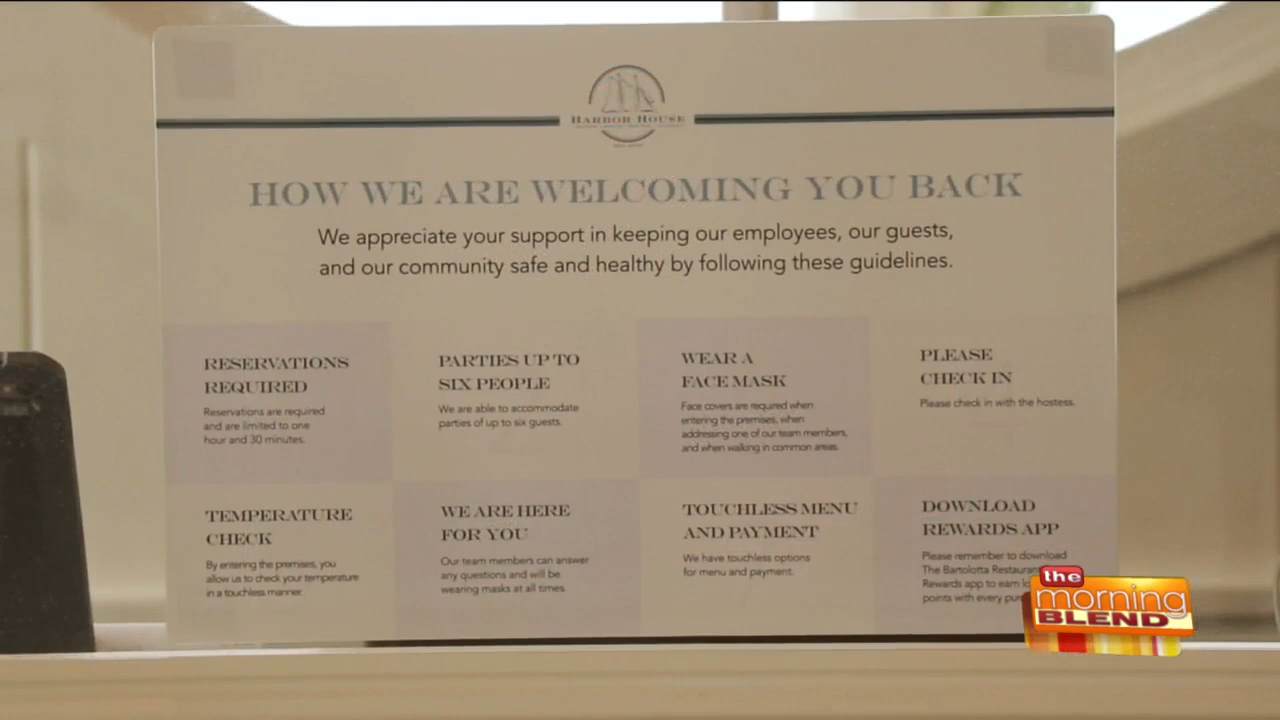 HARBOR HOUSE
HOW WE ARE WELCOMING YOU BACK
We appreciate your support in keeping our employees, our guests,
and our community safe and healthy by following these guidelines.
RESERVATIONS
REQUIRED
Reservations are required
and are limited to one
hour and 30 minutes.
PARTIES UP TO
SIX PEOPLE
We are able to accommodate
parties of up to six guests.
WEAR A
FACE MASK
Face covers are required when
entering the premises, when
addressing one of our team members,
and when walking in common areas.
PLEASE
CHECK IN
Please check in with the hostess.
TEMPERATURE
CHECK
By entering the premises, you
allow us to check your temperature
in a touchless manner.
WE ARE HERE
FOR YOU
Our team members can answer
any questions and will be
wearing masks at all times.
TOUCHLESS MENU
AND PAYMENT
We have touchless options
for menu and payment.
DOWNLOAD
REWARDS APP
Please remember to download
The Bartolotta
Rewards app to earn
points with every
the
morning
BLEND